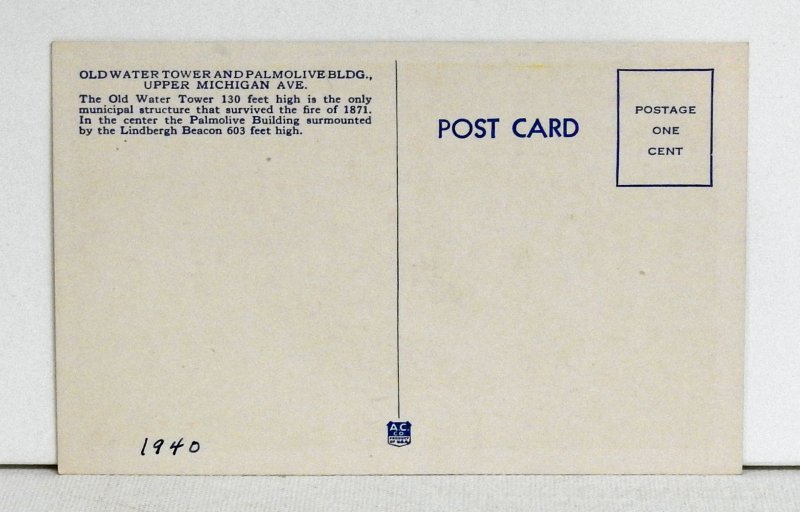 OLD WATER TOWER AND PALMOLIVE BLDG.,
UPPER MICHIGAN AVE.
The Old Water Tower 130 feet high is the only
municipal structure that survived the fire of 1871.
In the center the Palmolive Building surmounted
by the Lindbergh Beacon 603 feet high.
POST CARD
POSTAGE
ONE
CENT
A.C.
CO
OF U.S.A.
1940